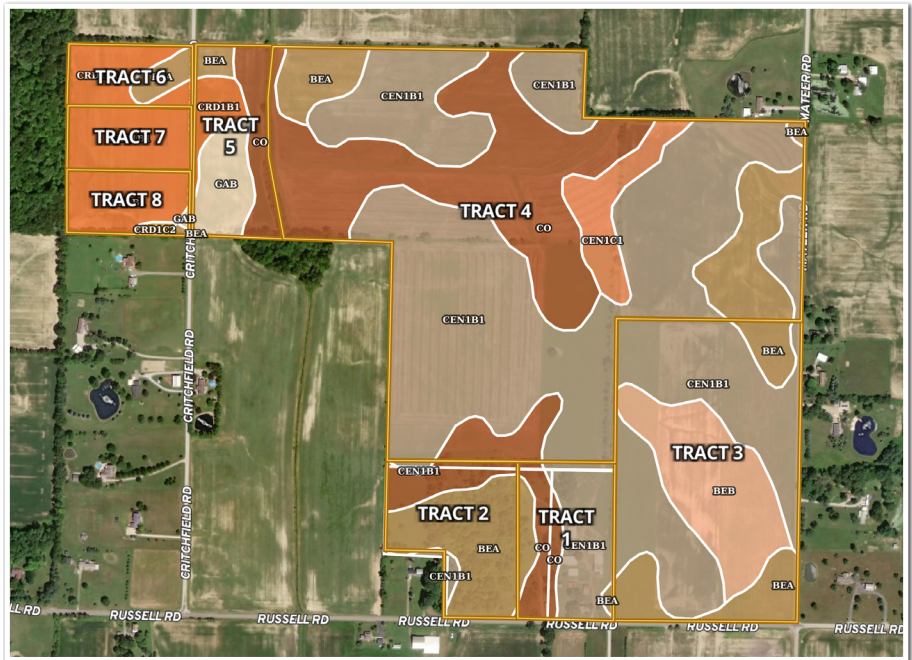 TRACT 6
BEA
BEA
CEN1B1
CEN1B1
MATEER RD
CRD1B1
TRACT 7
TRACT
5
CO
BEA
GAB
TRACT 8
TRACT 4
GAB
CRD1C2
BEA
CO
CEN1C1
CEN1B1
BEA
CRITCHFIELD RD
CEN1B1
TRACT 3
CEN1B1
BEB
TRACT 2
TRACT
1
CRITCHFIELD RD
BEA
CO
CEN1B1
CO
CEN1B1
BEA
BEA
RUSSELL RD
RUSSELL RD
RUSSELL RD
RUSSELL RD
RUSSELL RD
RUSSELL RD